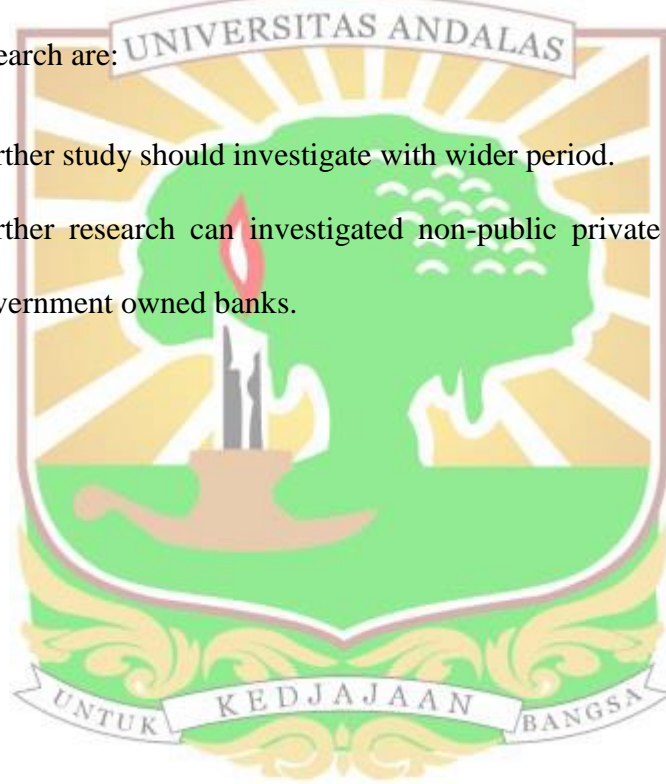 earch are:
UNIVERSITAS ANDALAS
rther study should investigate with wider period.
rther research can investigated non-public private
vernment owned banks.
UNTUK KEDJAJAAN BANGSA